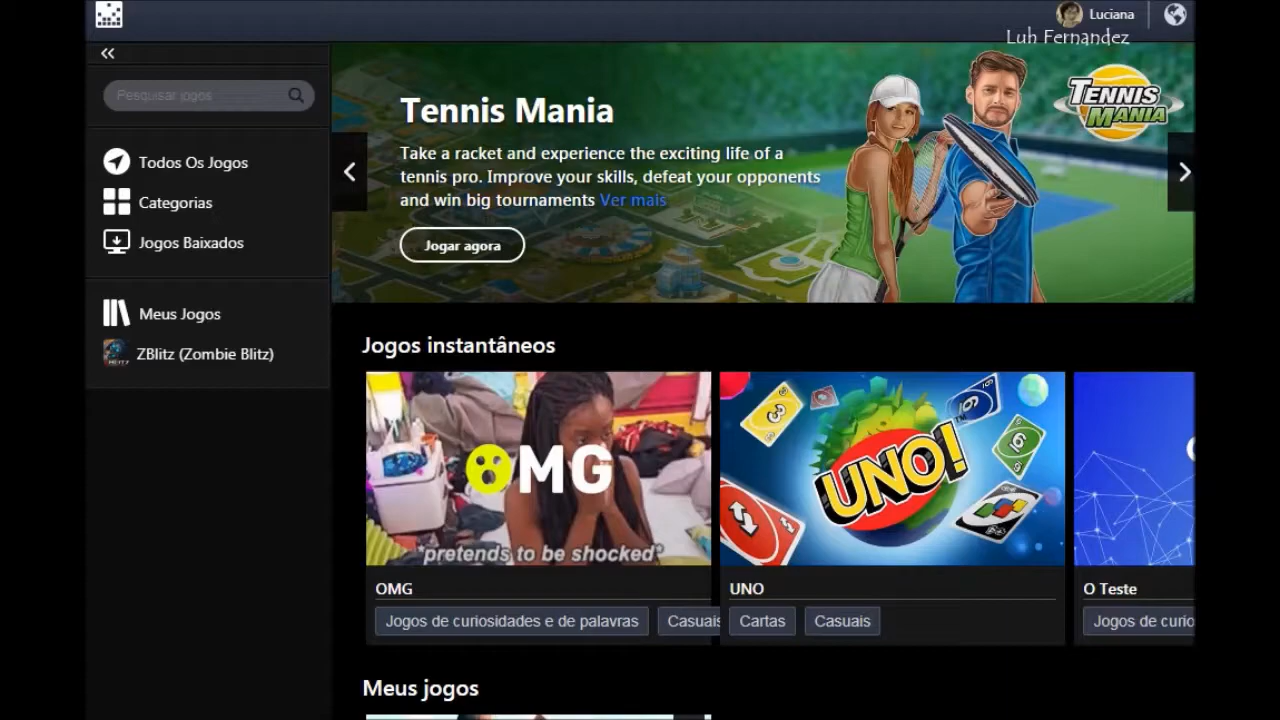 Luciana
Luh Fernandez
Pesquisar jogos
Todos Os Jogos
Categorias
Jogos Baixados
Meus Jogos
ZBlitz (Zombie Blitz)
Tennis Mania
Take a racket and experience the exciting life of a
tennis pro. Improve your skills, defeat your opponents
and win big tournaments Ver mais
Jogar agora
TENNIS
MANIA
Jogos instantâneos
OMG
*pretends to be shocked*
UNO!™
OMG
Jogos de curiosidades e de palavras
Casuais
UNO
Cartas
Casuais
O Teste
Jogos de curio
Meus jogos